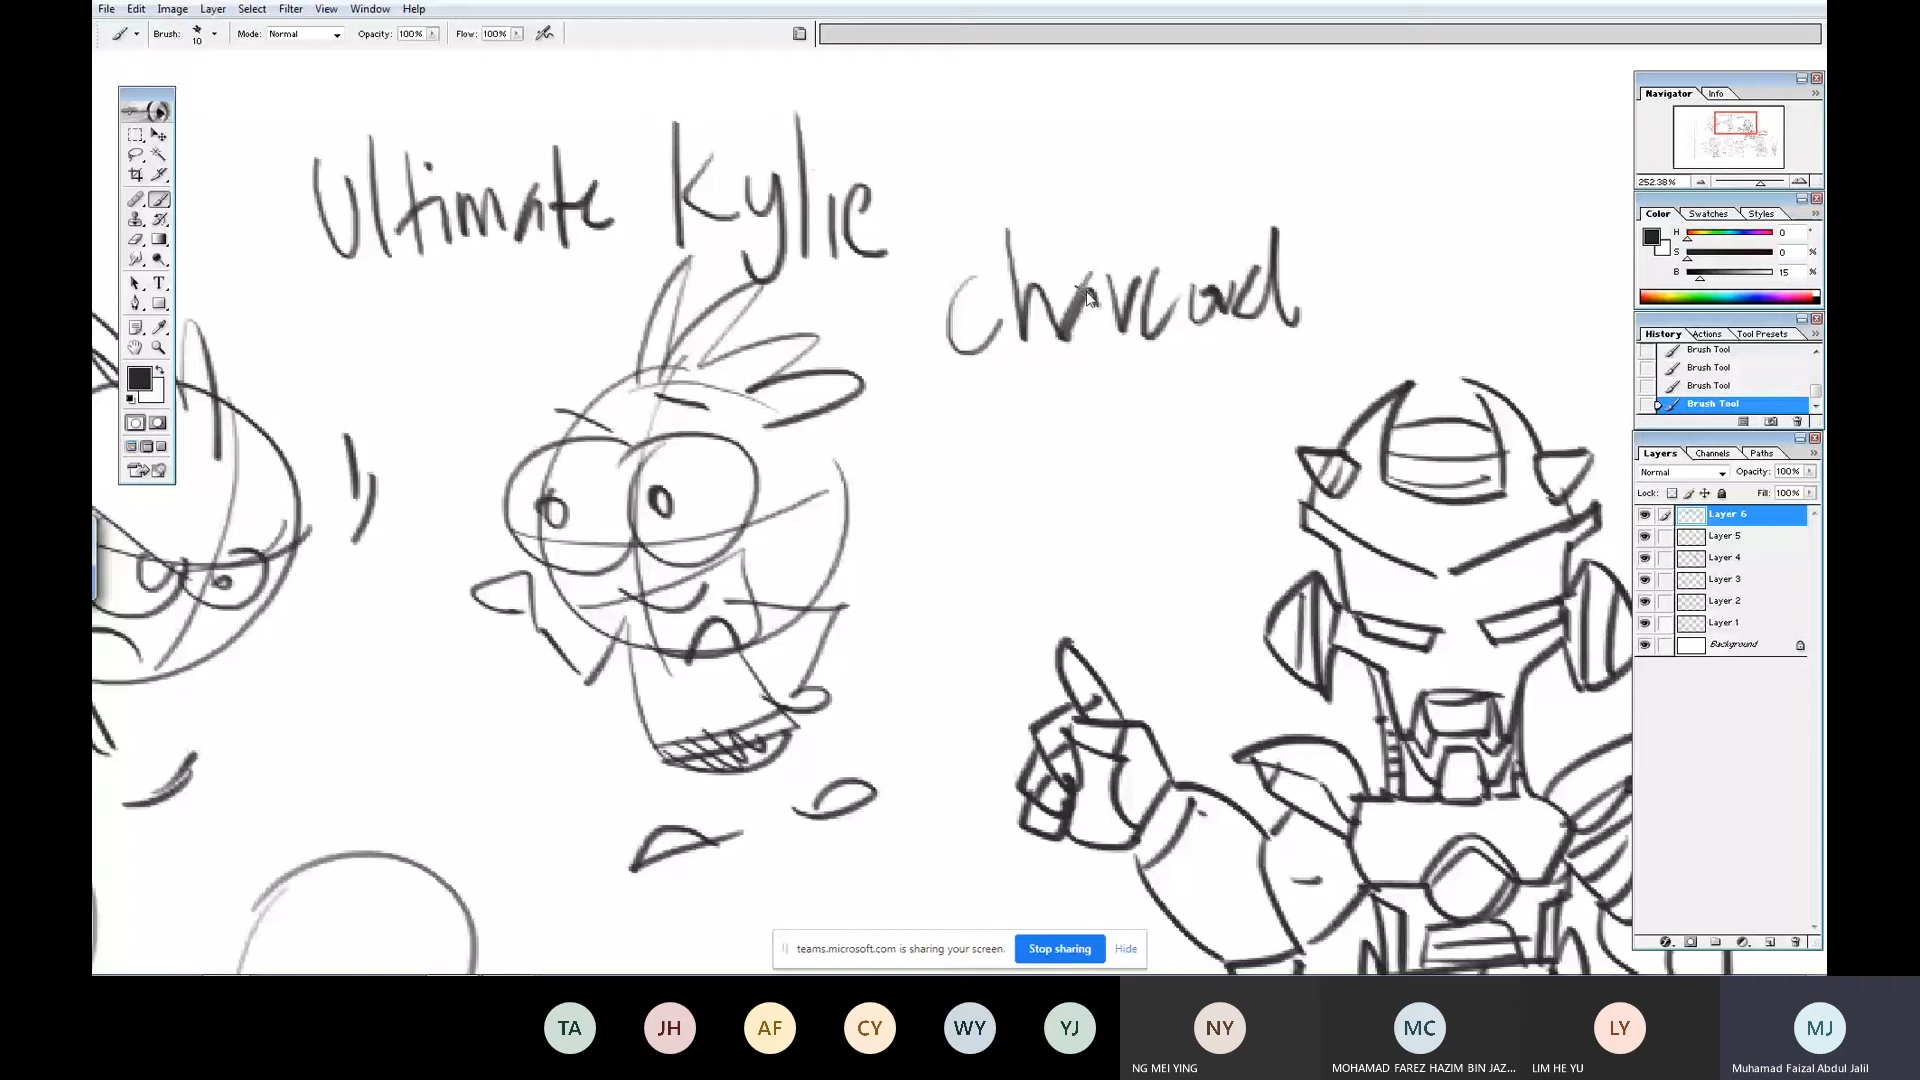 File Edit Image Layer Select Filter View Window Help
Brush: 10 Mode: Normal Opacity: 100% Flow: 100%
Ultimate Kylie
Charcoal
Navigator Info
252.38%
Color Swatches Styles
H 0 °
S 0 %
B 15 %
History Actions Tool Presets
Brush Tool
Brush Tool
Brush Tool
Brush Tool
Layers Channels Paths
Normal Opacity: 100%
Lock: Fill: 100%
Layer 6
Layer 5
Layer 4
Layer 3
Layer 2
Layer 1
Background
teams.microsoft.com is sharing your screen. Stop sharing Hide
TA JH AF CY WY YJ NY MC LY MJ
NG MEI YING MOHAMAD FAREZ HAZIM BIN JAZ... LIM HE YU Muhamad Faizal Abdul Jalil